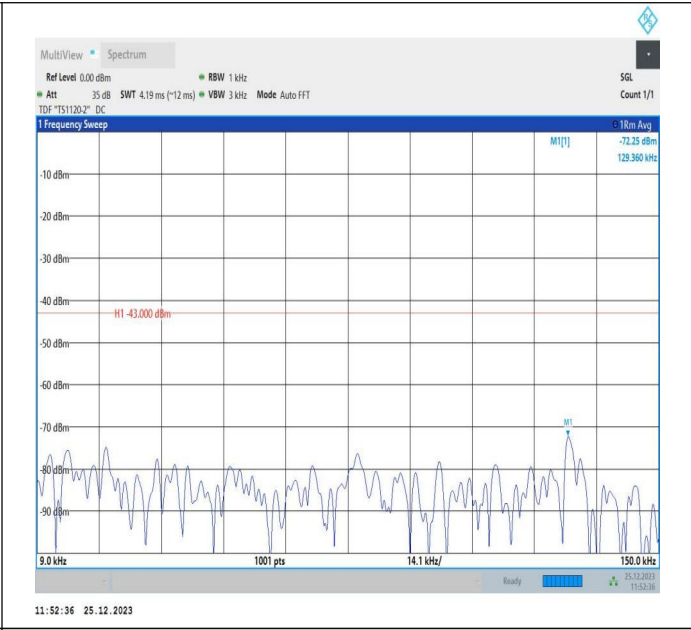 R&S
MultiView Spectrum
Ref Level 0.00 dBm RBW 1 kHz SGL
Att 35 dB SWT 4.19 ms (~12 ms) VBW 3 kHz Mode Auto FFT Count 1/1
TDF "TS1120-2" DC
1 Frequency Sweep 1Rm Avg
M1[1] -72.25 dBm
129.360 kHz
-10 dBm
-20 dBm
-30 dBm
-40 dBm
H1 -43.000 dBm
-50 dBm
-60 dBm
-70 dBm
M1
-80 dBm
-90 dBm
9.0 kHz 1001 pts 14.1 kHz/ 150.0 kHz
Ready 25.12.2023
11:52:36
11:52:36 25.12.2023